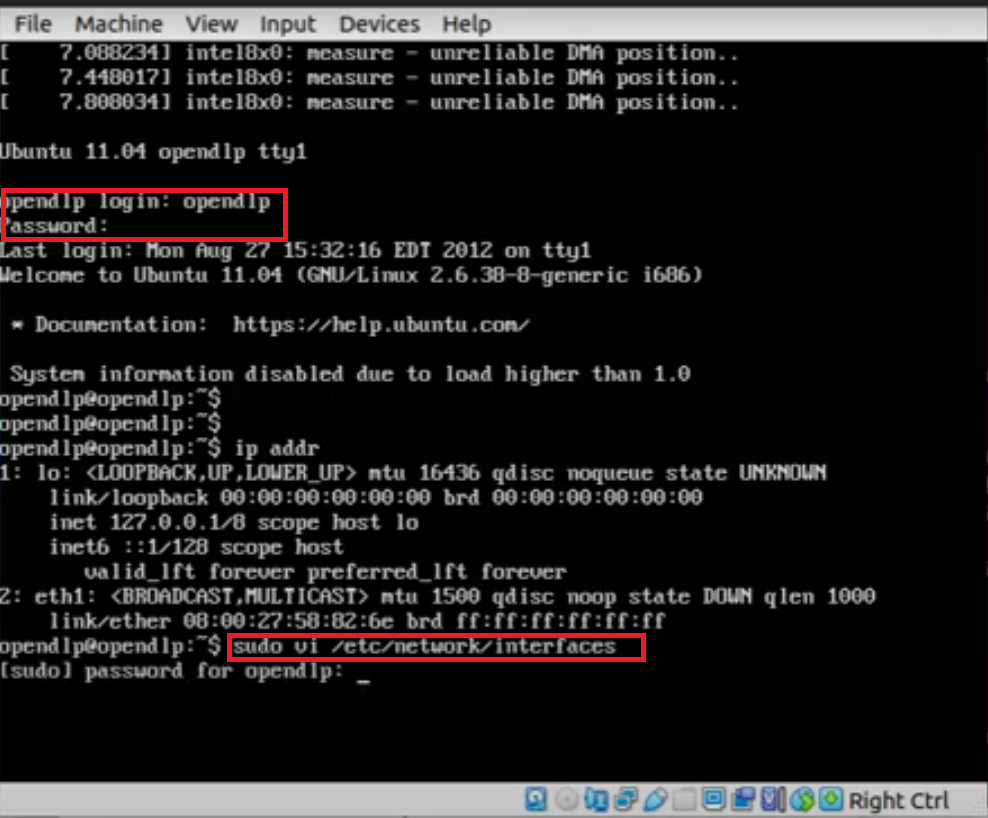 File Machine View Input Devices Help
[    7.088234] intel8x0: measure - unreliable DMA position..
[    7.448017] intel8x0: measure - unreliable DMA position..
[    7.808034] intel8x0: measure - unreliable DMA position..
Ubuntu 11.04 opendlp tty1
opendlp login: opendlp
Password:
Last login: Mon Aug 27 15:32:16 EDT 2012 on tty1
Welcome to Ubuntu 11.04 (GNU/Linux 2.6.38-8-generic i686)
 * Documentation:  https://help.ubuntu.com/
 System information disabled due to load higher than 1.0
opendlp@opendlp:~$
opendlp@opendlp:~$
opendlp@opendlp:~$ ip addr
1: lo: <LOOPBACK,UP,LOWER_UP> mtu 16436 qdisc noqueue state UNKNOWN
    link/loopback 00:00:00:00:00:00 brd 00:00:00:00:00:00
    inet 127.0.0.1/8 scope host lo
    inet6 ::1/128 scope host
       valid_lft forever preferred_lft forever
2: eth1: <BROADCAST,MULTICAST> mtu 1500 qdisc noop state DOWN qlen 1000
    link/ether 08:00:27:58:82:6e brd ff:ff:ff:ff:ff:ff
opendlp@opendlp:~$ sudo vi /etc/network/interfaces
[sudo] password for opendlp: _
Right Ctrl